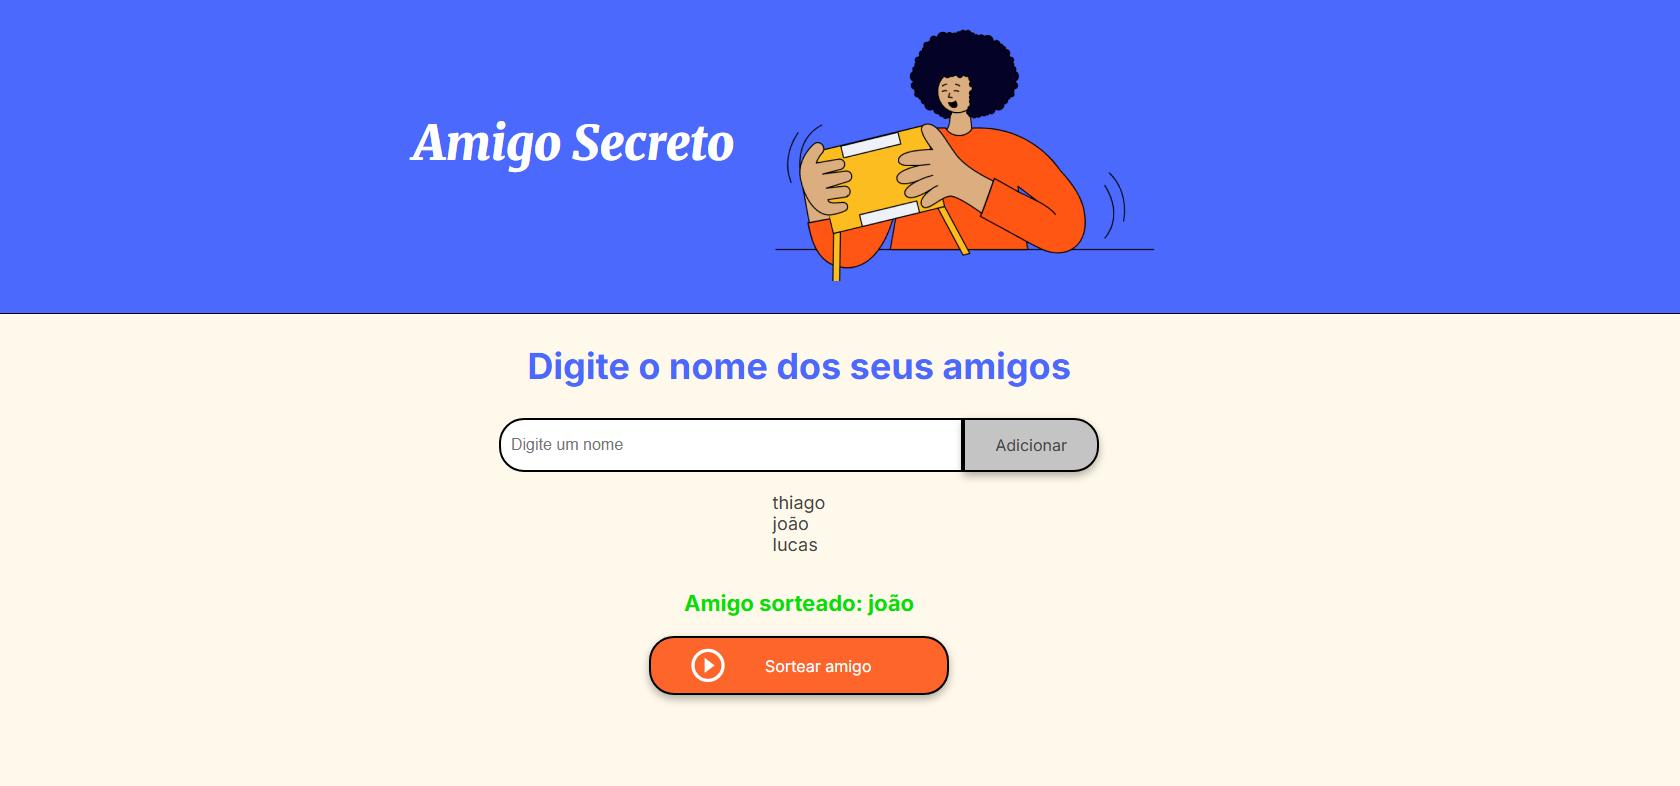 Amigo Secreto
Digite o nome dos seus amigos
Digite um nome
Adicionar
thiago
joão
lucas
Amigo sorteado: joão
Sortear amigo